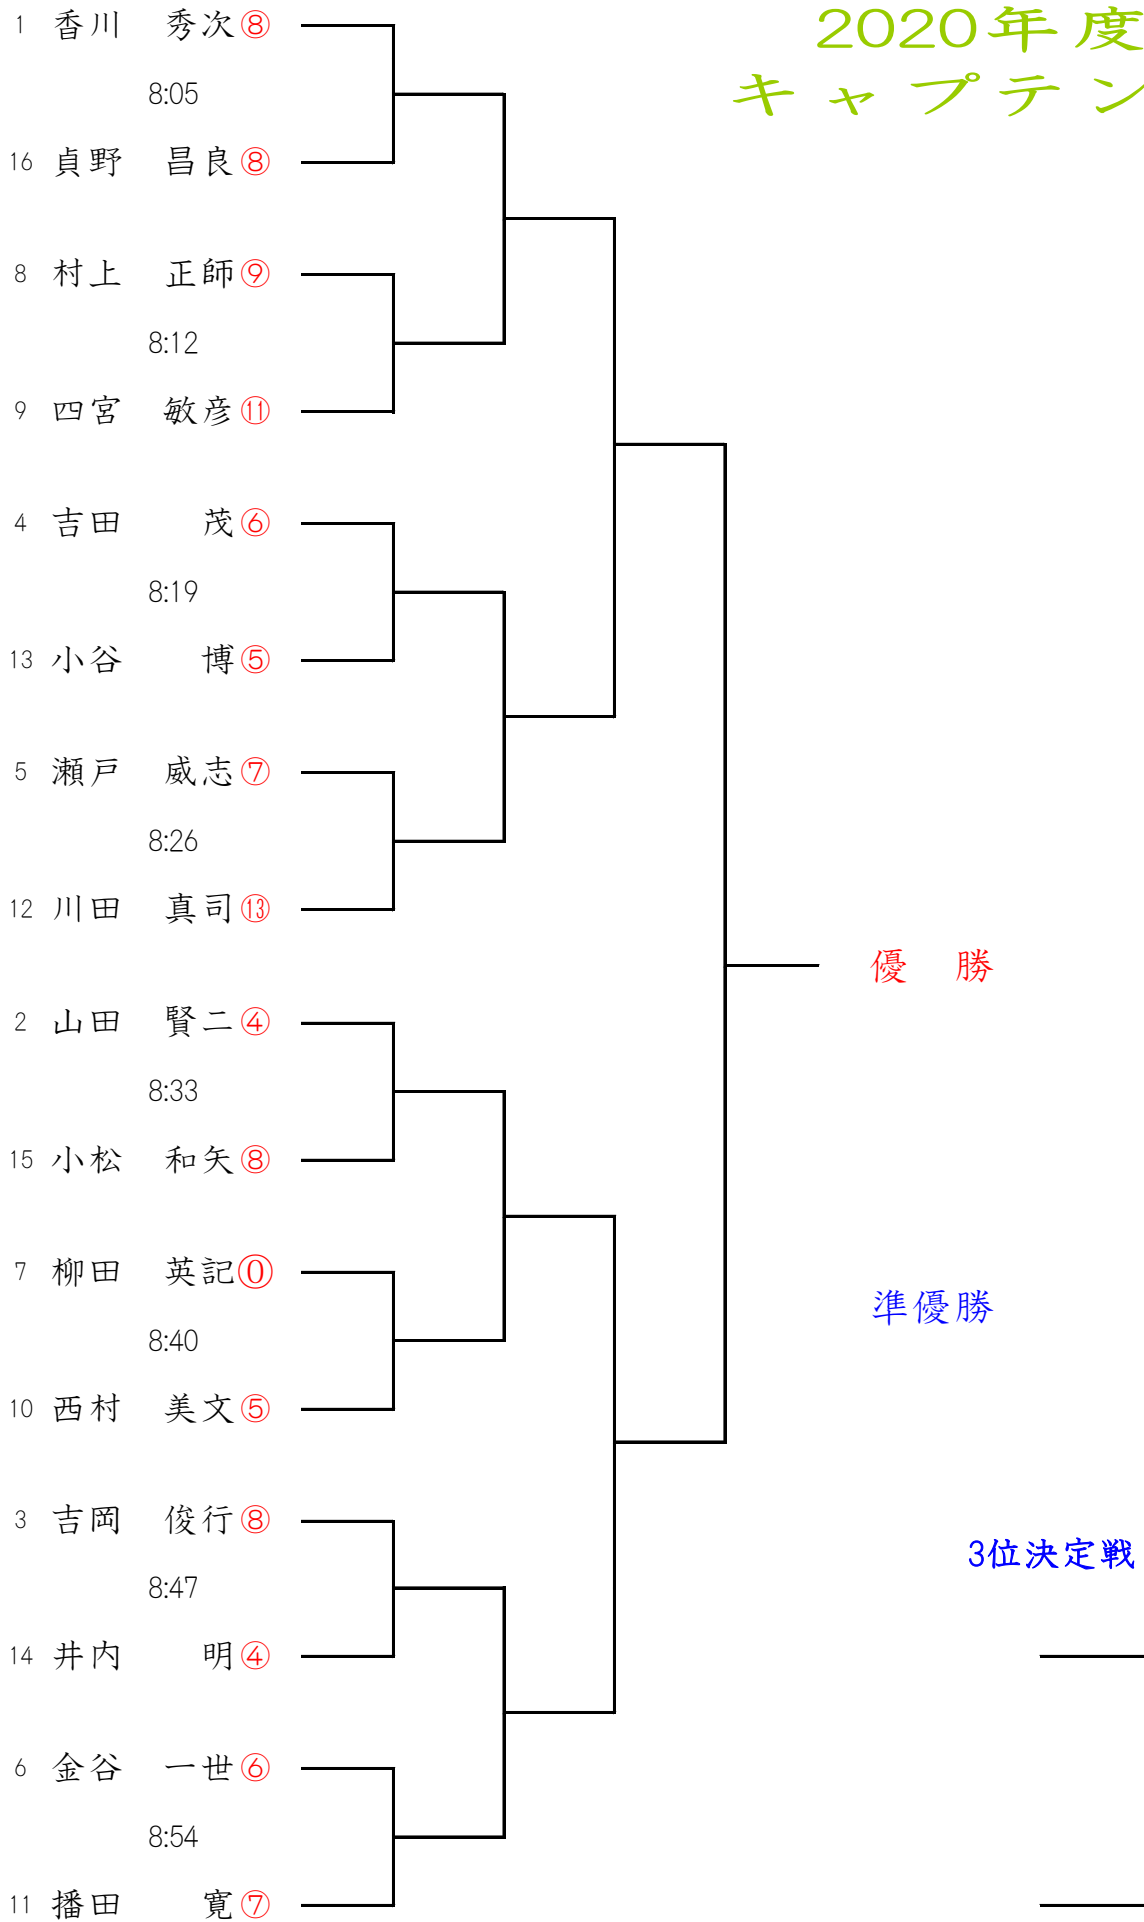 2020年度
キャプテン
1 香川 秀次⑧
8:05
16 貞野 昌良⑧
8 村上 正師⑨
8:12
9 四宮 敏彦⑪
4 吉田 茂⑥
8:19
13 小谷 博⑤
5 瀬戸 威志⑦
8:26
12 川田 真司⑬
優 勝
2 山田 賢二④
8:33
15 小松 和矢⑧
7 柳田 英記⓪
準優勝
8:40
10 西村 美文⑤
3 吉岡 俊行⑧
3位決定戦
8:47
14 井内 明④
6 金谷 一世⑥
8:54
11 播田 寛⑦